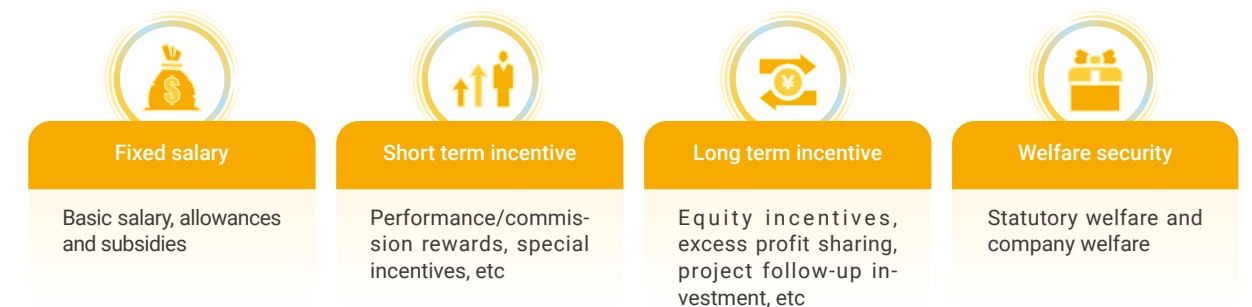 $
¥
Fixed salary
Short term incentive
Long term incentive
Welfare security
Basic salary, allowances
and subsidies
Performance/commis-
sion rewards, special
incentives, etc
Equity incentives,
excess profit sharing,
project follow-up in-
vestment, etc
Statutory welfare and
company welfare